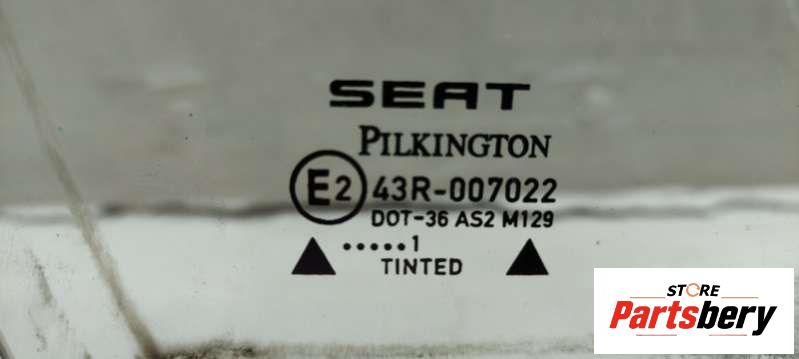 SEAT
PILKINGTON
E2 43R-007022
DOT-36 AS2 M129
.....1
TINTED
STORE
Partsbery